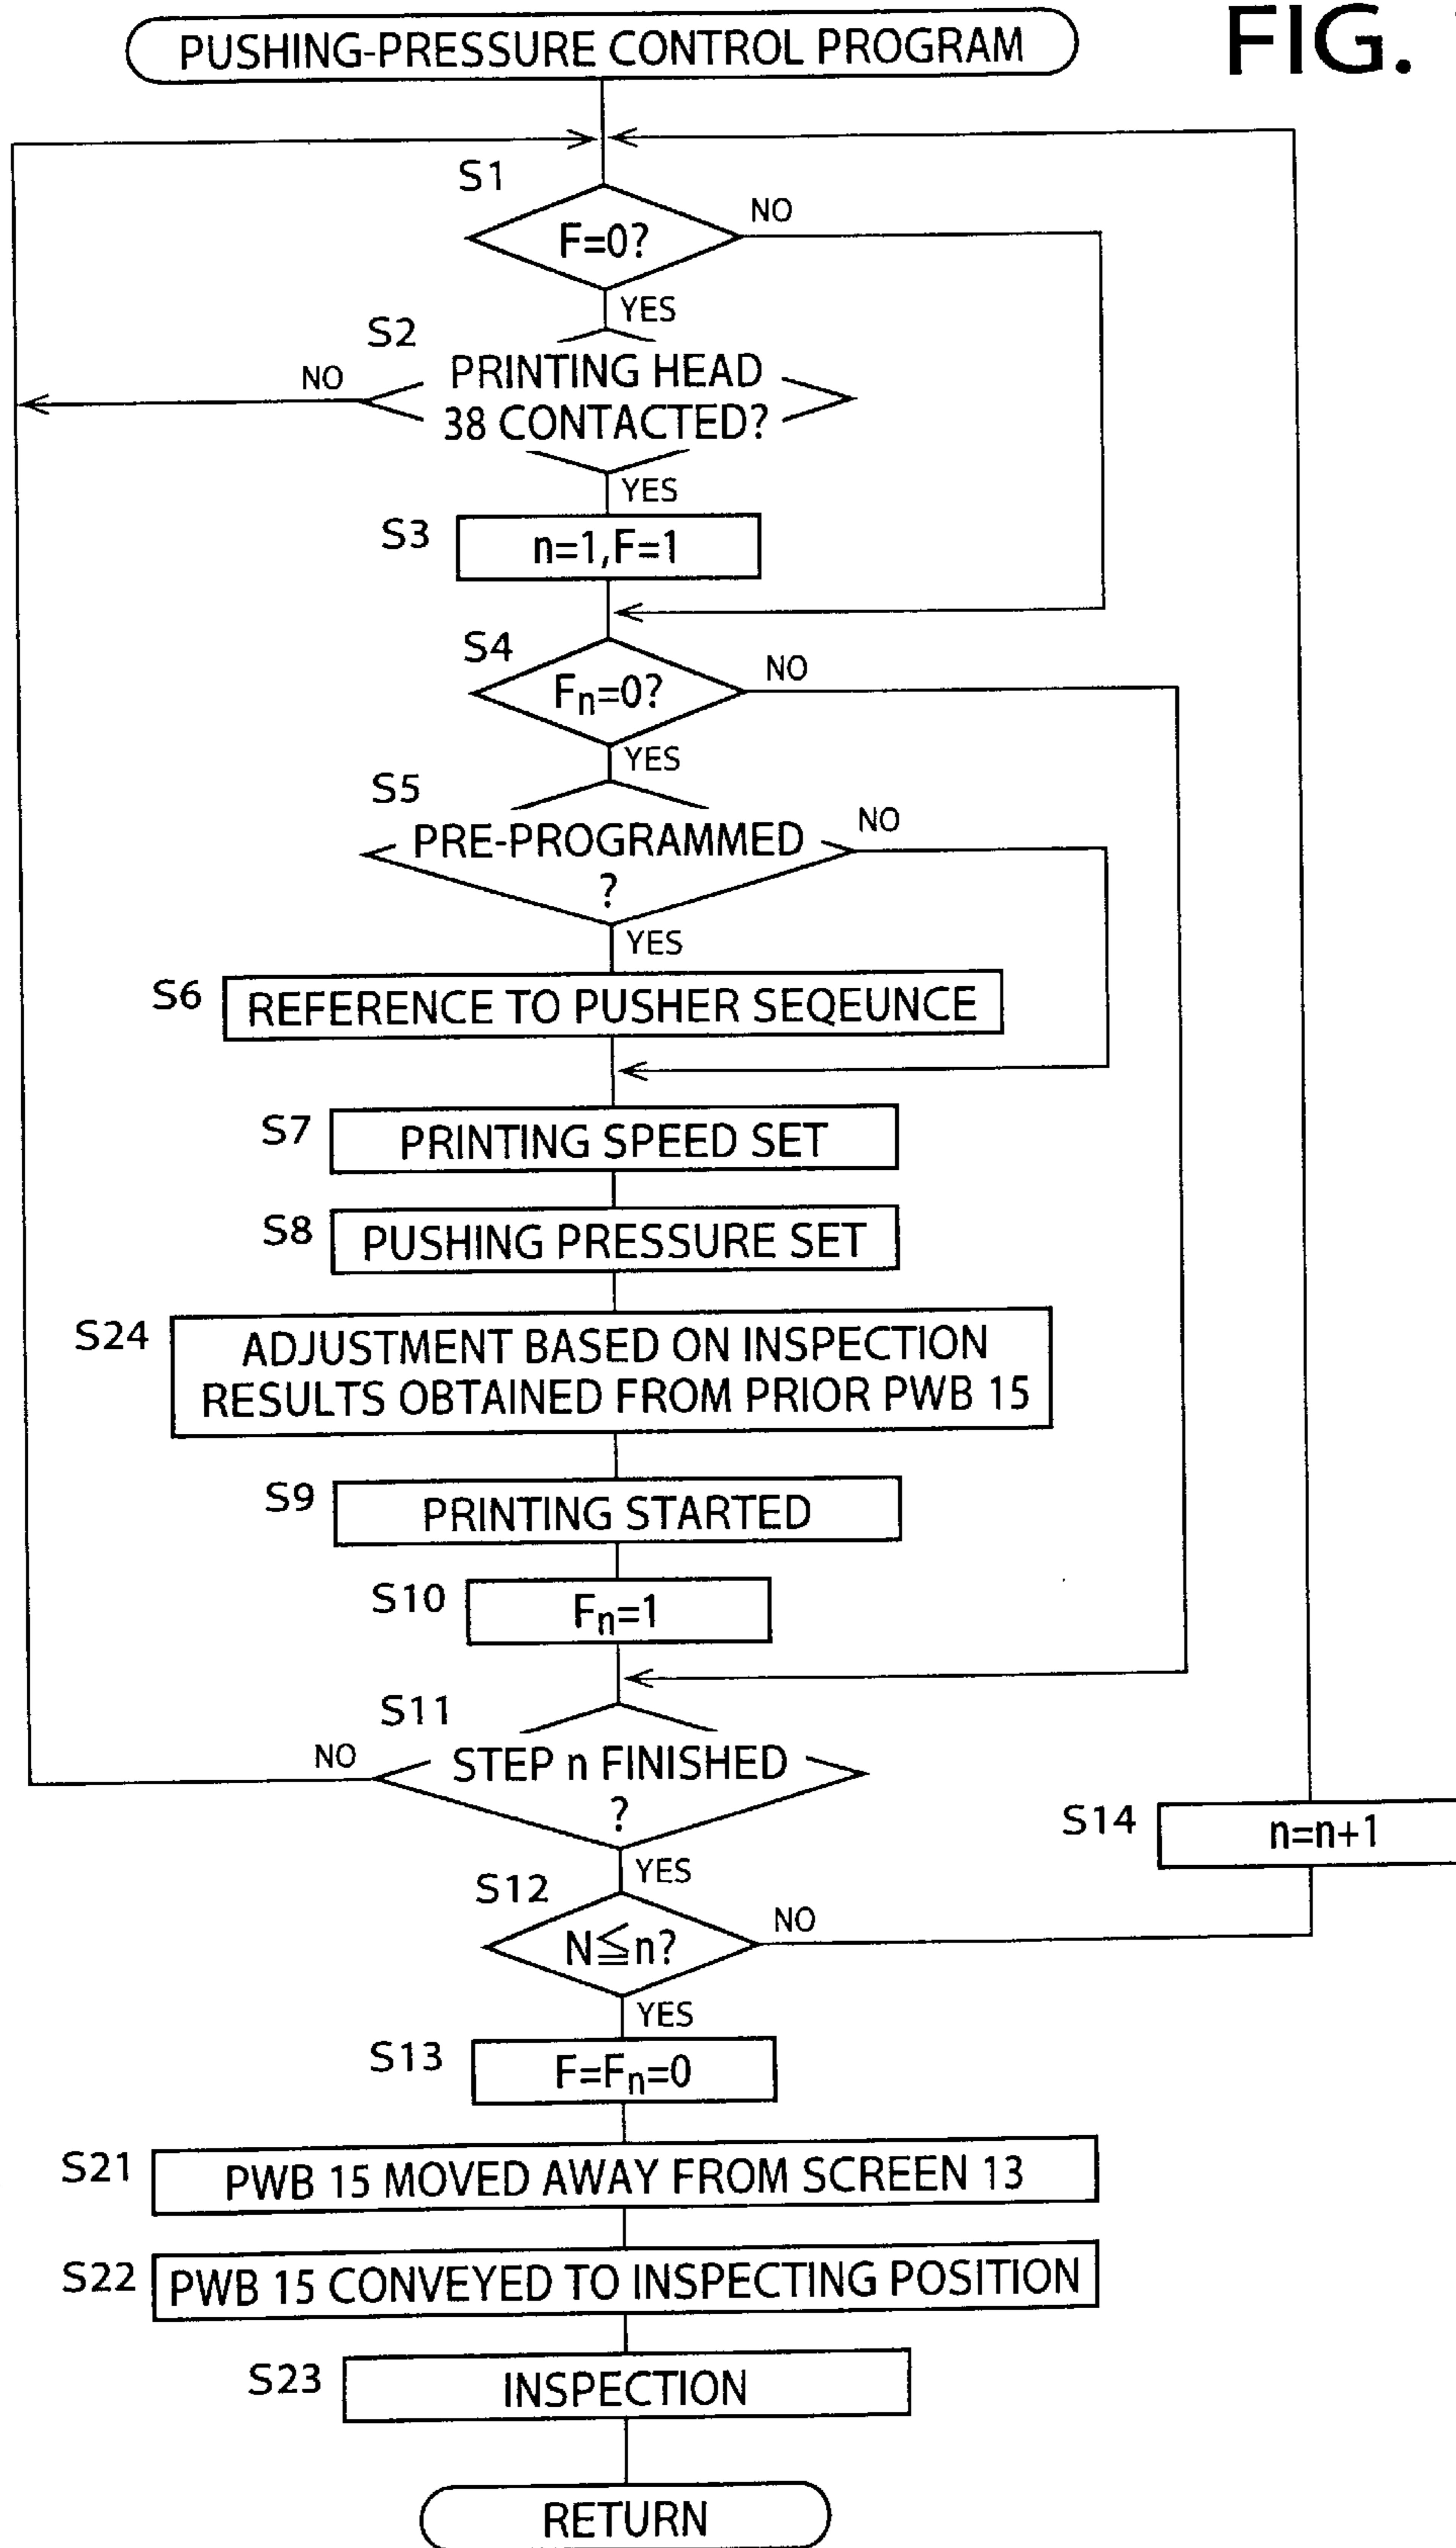 FIG.
PUSHING-PRESSURE CONTROL PROGRAM
S1
F=0?
NO
YES
S2
PRINTING HEAD
38 CONTACTED?
NO
YES
S3
n=1,F=1
S4
Fn=0?
NO
YES
S5
PRE-PROGRAMMED
?
NO
YES
S6
REFERENCE TO PUSHER SEQEUNCE
S7
PRINTING SPEED SET
S8
PUSHING PRESSURE SET
S24
ADJUSTMENT BASED ON INSPECTION
RESULTS OBTAINED FROM PRIOR PWB 15
S9
PRINTING STARTED
S10
Fn=1
S11
STEP n FINISHED
?
NO
YES
S14
n=n+1
S12
N≦n?
NO
YES
S13
F=Fn=0
S21
PWB 15 MOVED AWAY FROM SCREEN 13
S22
PWB 15 CONVEYED TO INSPECTING POSITION
S23
INSPECTION
RETURN